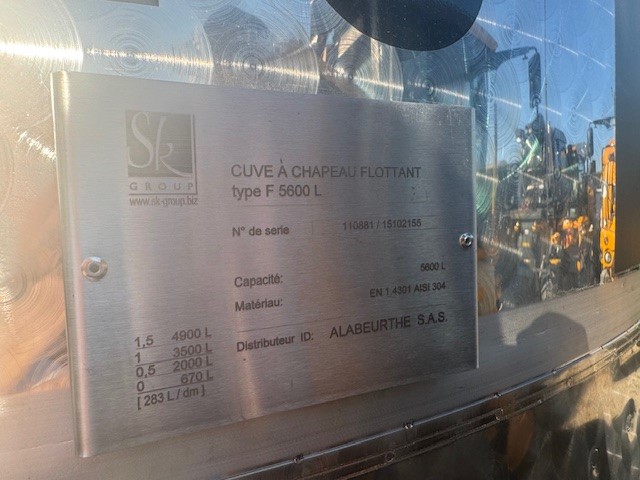 Sk
GROUP
www.sk-group.biz
CUVE À CHAPEAU FLOTTANT
type F 5600 L
N° de serie 110881 / 15102155
Capacité: 5600 L
Matériau: EN 1.4301 AISI 304
Distributeur ID: ALABEURTHE S.A.S.
1,5 4900 L
1 3500 L
0,5 2000 L
0 670 L
[ 283 L / dm ]